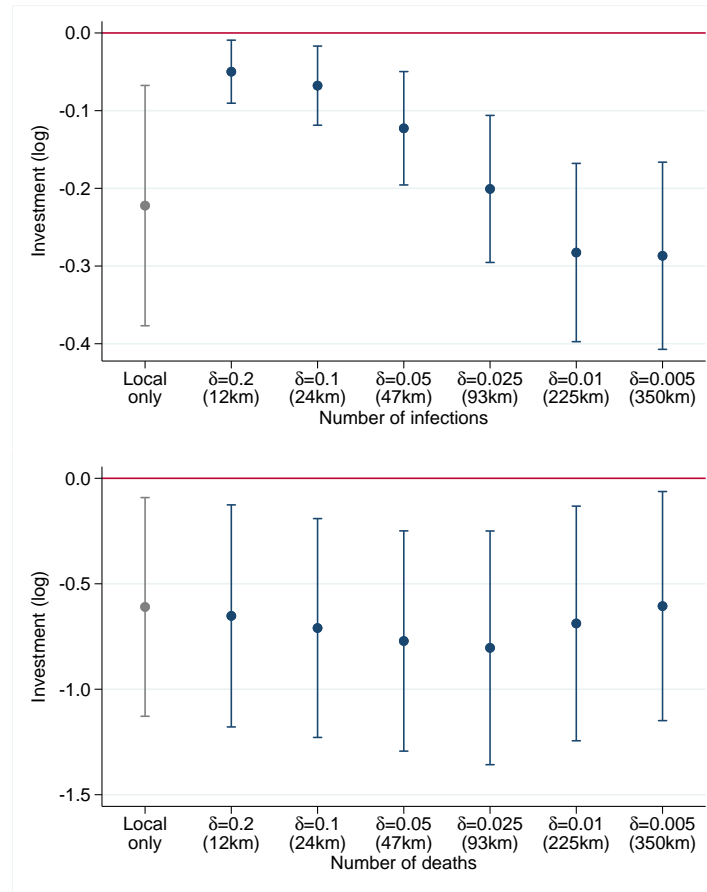 0.0
-0.1
-0.2
-0.3
-0.4
Investment (log)
Local only
δ=0.2 (12km)
δ=0.1 (24km)
δ=0.05 (47km)
δ=0.025 (93km)
δ=0.01 (225km)
δ=0.005 (350km)
Number of infections
0.0
-0.5
-1.0
-1.5
Investment (log)
Local only
δ=0.2 (12km)
δ=0.1 (24km)
δ=0.05 (47km)
δ=0.025 (93km)
δ=0.01 (225km)
δ=0.005 (350km)
Number of deaths